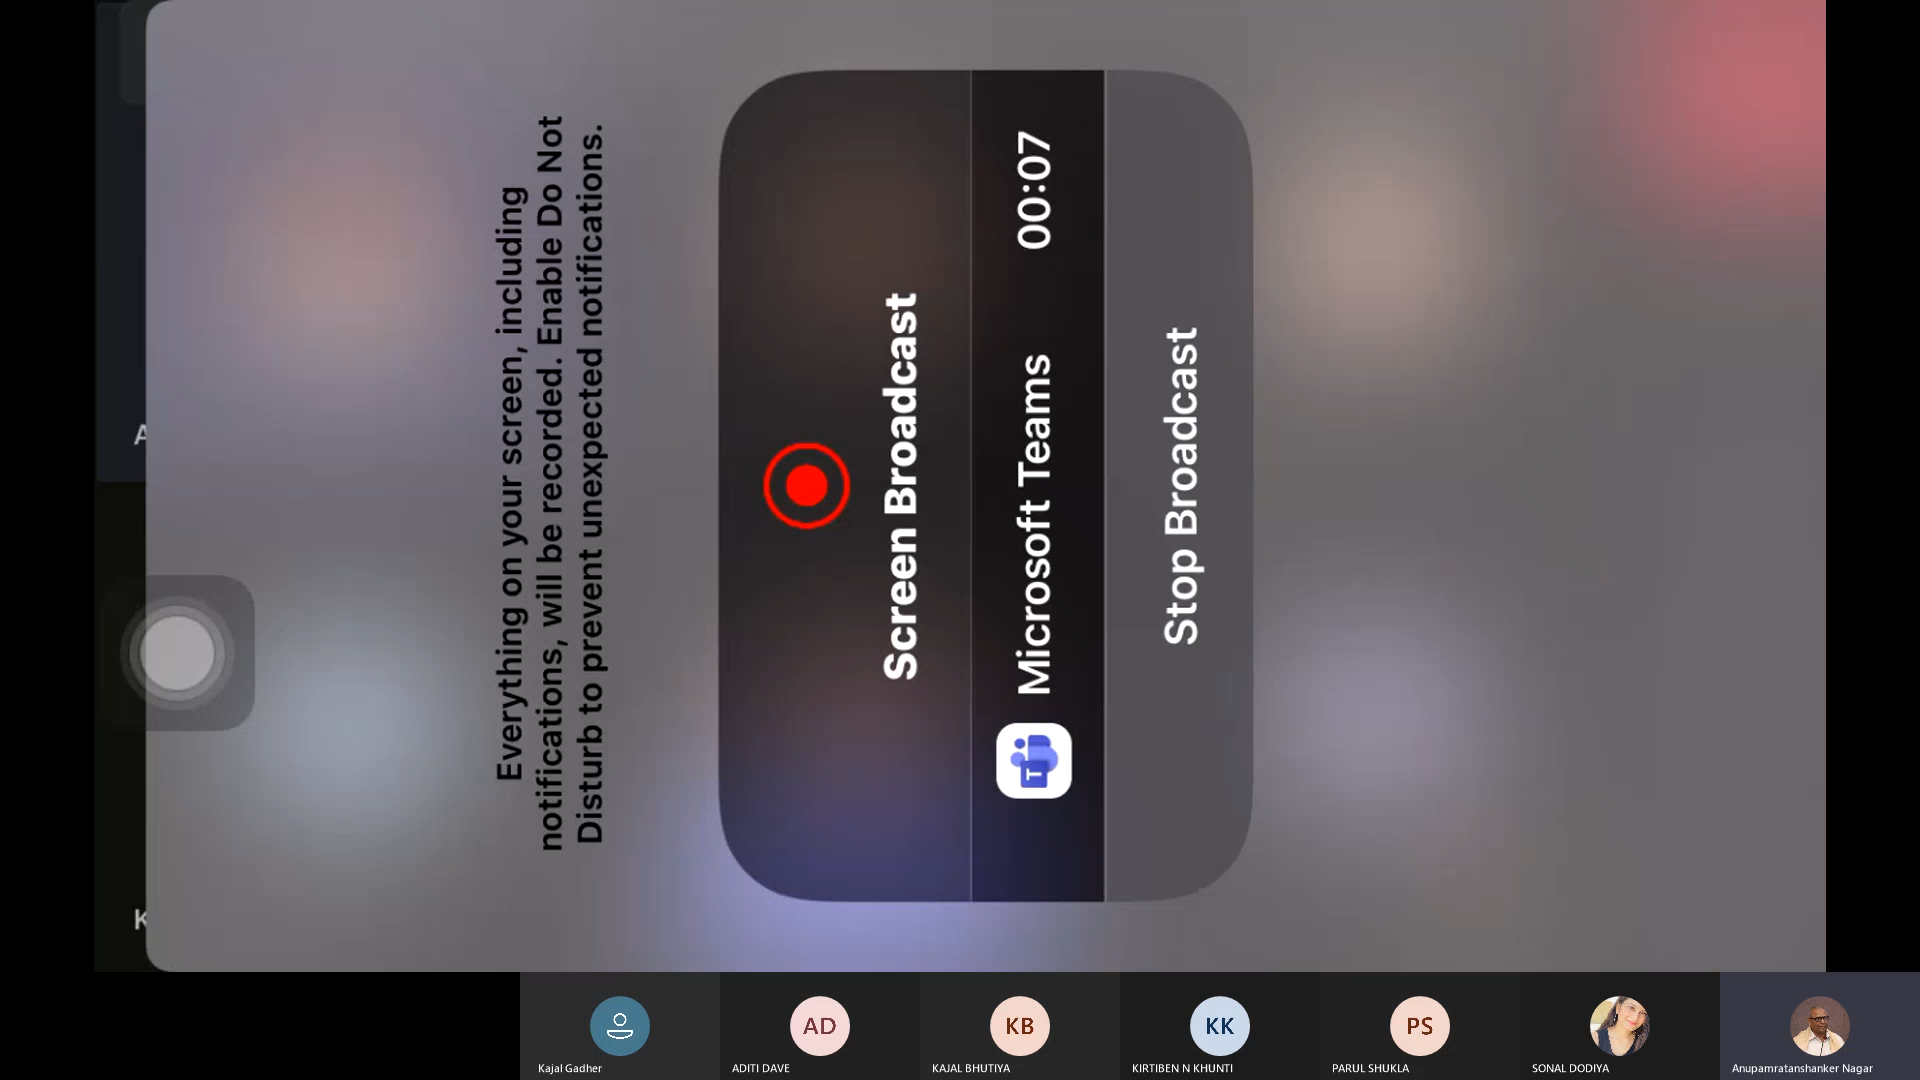 Everything on your screen, including
notifications, will be recorded. Enable Do Not
Disturb to prevent unexpected notifications.
Screen Broadcast
T
Microsoft Teams 00:07
Stop Broadcast
A
K
AD
KB
KK
PS
Kajal Gadher
ADITI DAVE
KAJAL BHUTIYA
KIRTIBEN N KHUNTI
PARUL SHUKLA
SONAL DODIYA
Anupamratanshanker Nagar